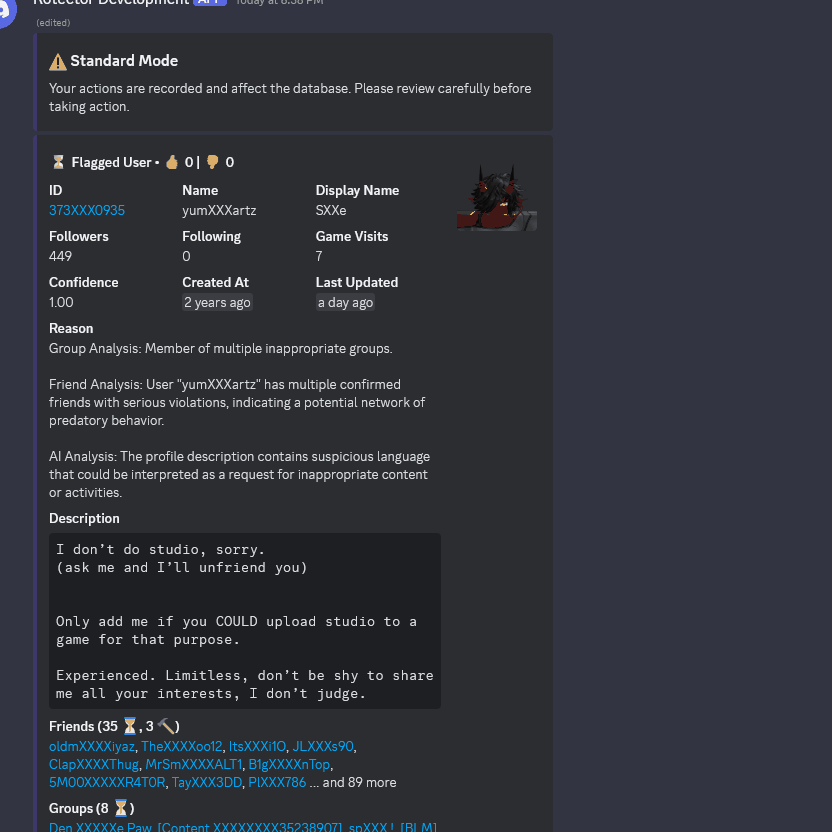 Rotector Development APP Today at 8:38 PM
(edited)
⚠️ Standard Mode
Your actions are recorded and affect the database. Please review carefully before
taking action.
⏳ Flagged User • 👍 0 | 👎 0
ID Name Display Name
373XXX0935 yumXXXartz SXXe
Followers Following Game Visits
449 0 7
Confidence Created At Last Updated
1.00 2 years ago a day ago
Reason
Group Analysis: Member of multiple inappropriate groups.
Friend Analysis: User "yumXXXartz" has multiple confirmed
friends with serious violations, indicating a potential network of
predatory behavior.
AI Analysis: The profile description contains suspicious language
that could be interpreted as a request for inappropriate content
or activities.
Description
I don't do studio, sorry.
(ask me and I'll unfriend you)
Only add me if you COULD upload studio to a
game for that purpose.
Experienced. Limitless, don't be shy to share
me all your interests, I don't judge.
Friends (35 ⏳, 3 🔨)
oldmXXXXiyaz, TheXXXXoo12, ItsXXXi1O, JLXXXs90,
ClapXXXXThug, MrSmXXXXALT1, B1gXXXXnTop,
5M00XXXXXR4T0R, TayXXX3DD, PlXXX786 ... and 89 more
Groups (8 ⏳)
Den XXXXXe Paw, [Content XXXXXXXX35238907], spXXX !, [BLM]